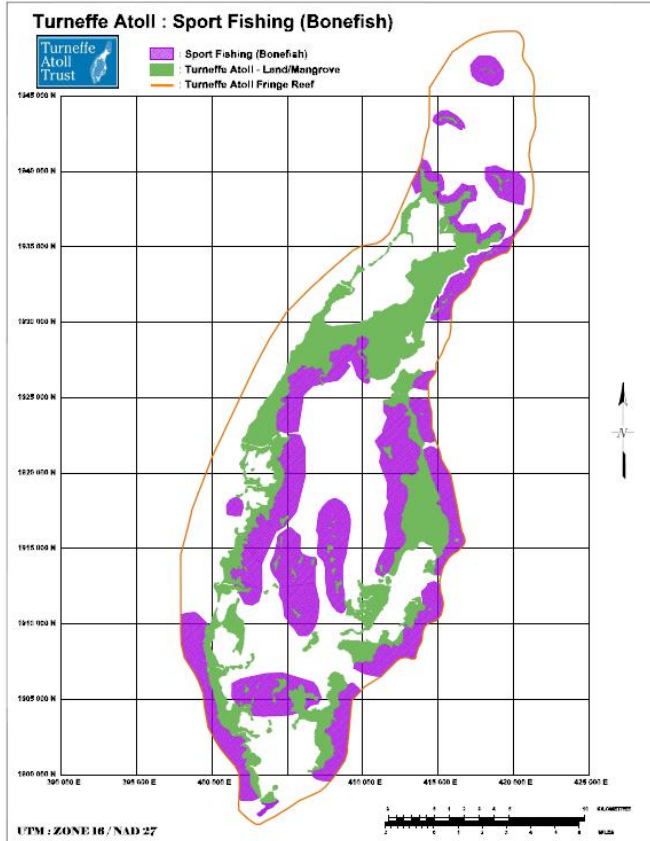 Turneffe Atoll : Sport Fishing (Bonefish)
Turneffe
Atoll
Trust
: Sport Fishing (Bonefish)
: Turneffe Atoll - Land/Mangrove
: Turneffe Atoll Fringe Reef
1945 000 N
1940 000 N
1935 000 N
1930 000 N
1925 000 N
1920 000 N
1915 000 N
1910 000 N
1905 000 N
1900 000 N
390 000 E 395 000 E 400 000 E 410 000 E 415 000 E 420 000 E 425 000 E
N
KILOMETRES
MILES
UTM : ZONE 16 / NAD 27